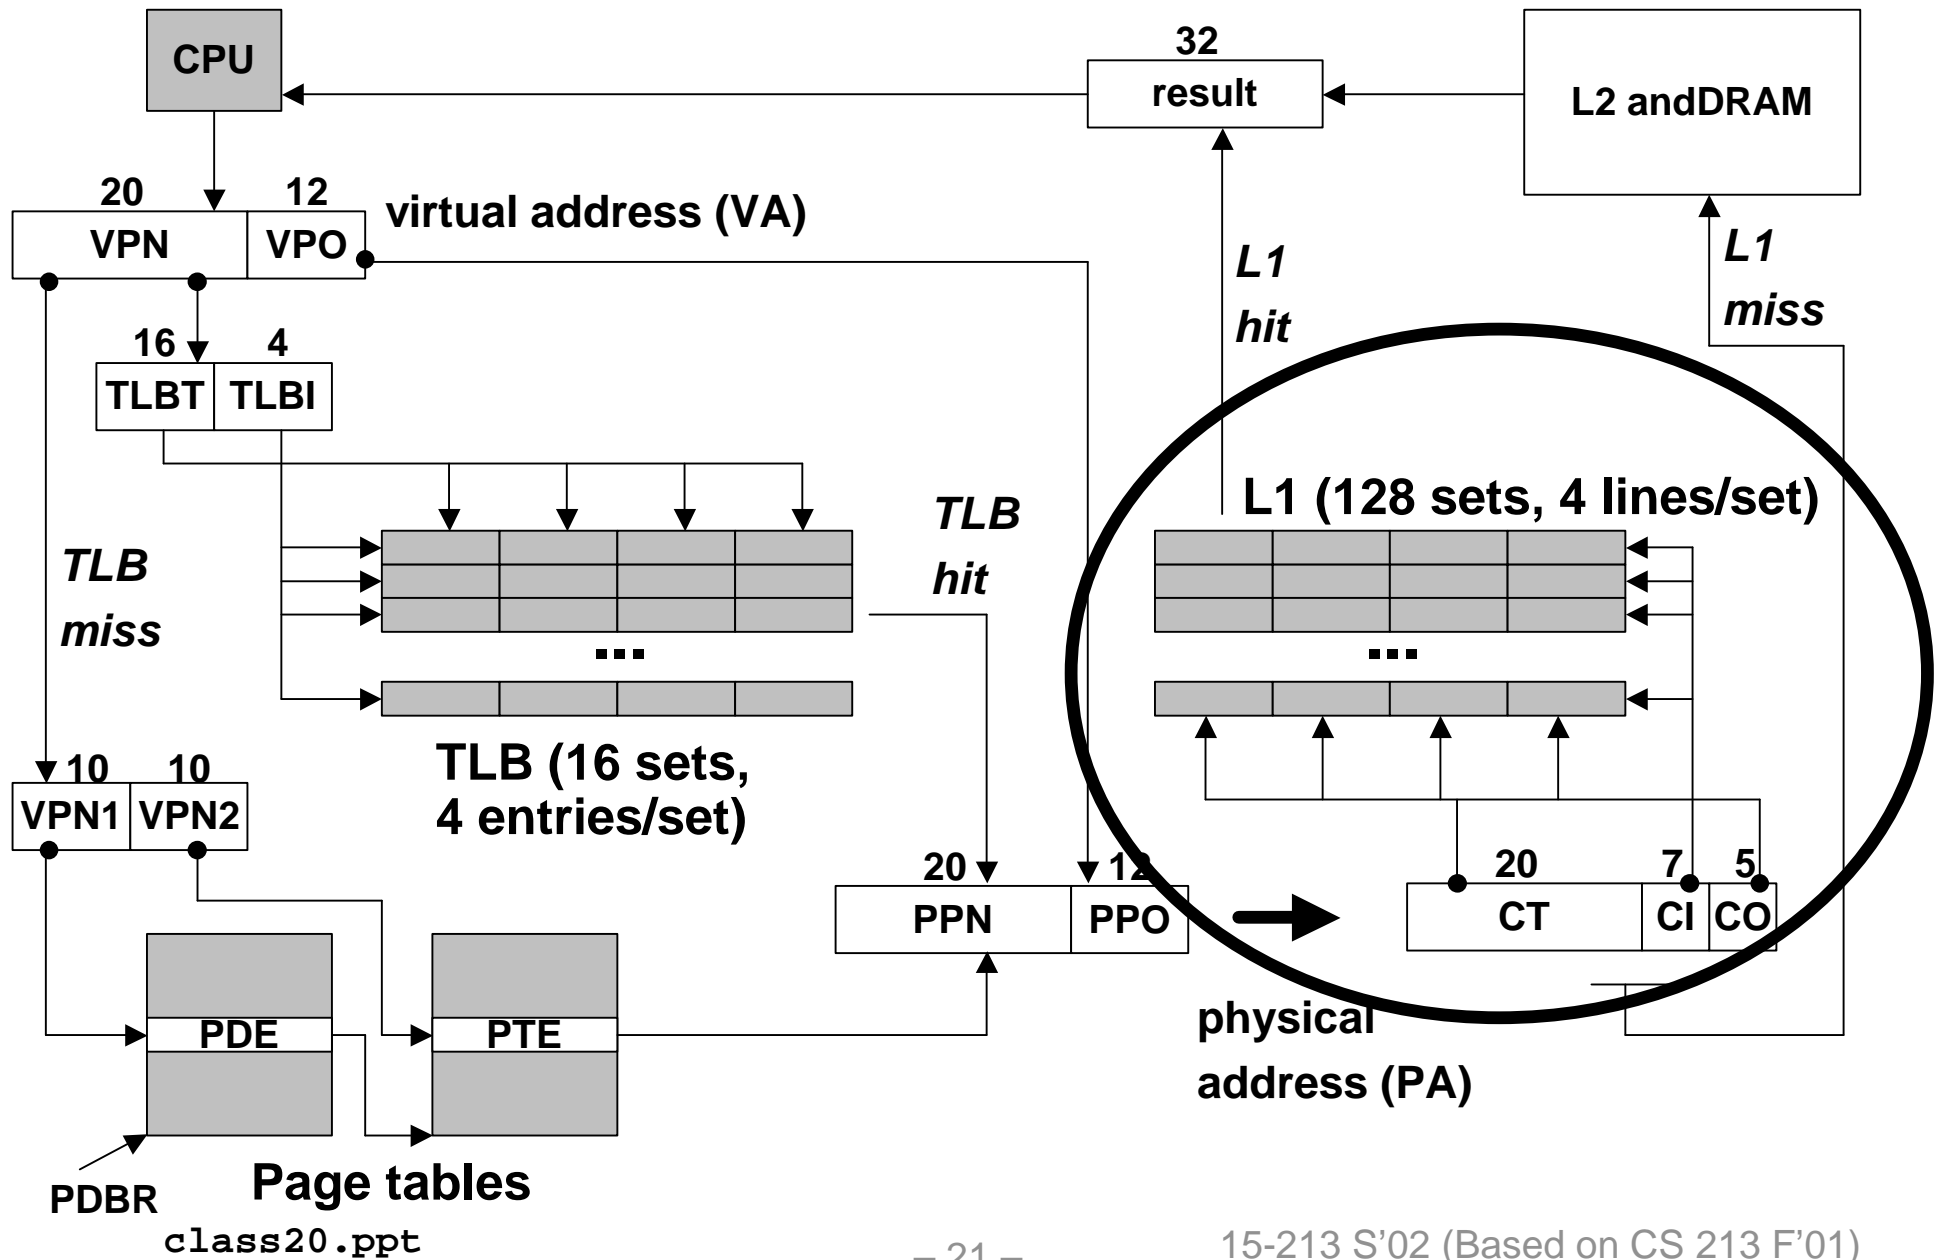 CPU
32
result
L2 andDRAM
20 12
VPN VPO
virtual address (VA)
L1
hit
L1
miss
16 4
TLBT TLBI
TLB
hit
L1 (128 sets, 4 lines/set)
TLB
miss
...
...
TLB (16 sets,
4 entries/set)
10 10
VPN1 VPN2
20 12
PPN PPO
20 7 5
CT CI CO
PDE
PTE
physical
address (PA)
PDBR
Page tables
class20.ppt
– 21 –
15-213 S’02 (Based on CS 213 F’01)